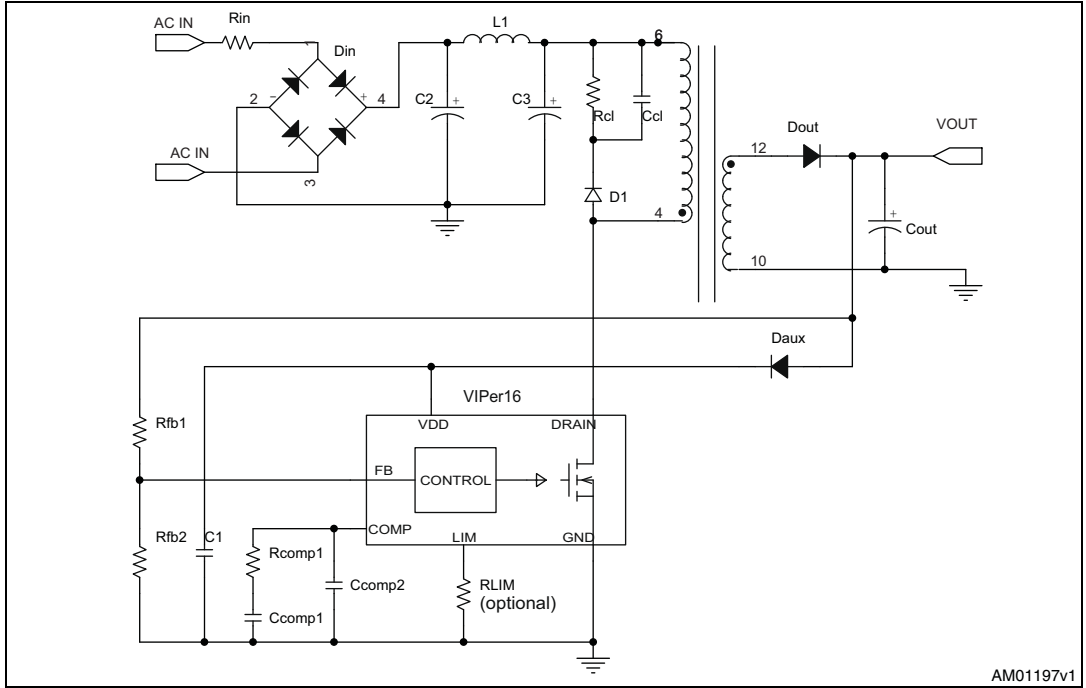 AC IN
Rin
L1
1
Din
6
2
-
+
4
C2
+
C3
+
Rcl
Ccl
Dout
VOUT
12
AC IN
3
D1
4
+
Cout
10
Daux
VIPer16
Rfb1
VDD
DRAIN
FB
CONTROL
Rfb2
C1
COMP
LIM
GND
Rcomp1
Ccomp2
RLIM
(optional)
Ccomp1
AM01197v1